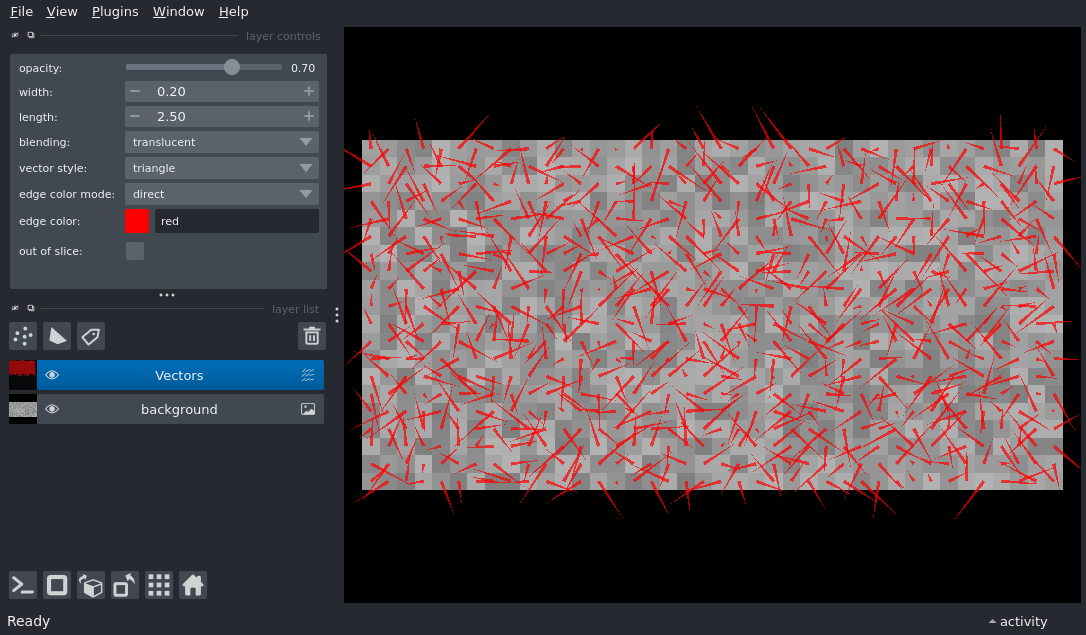 File View Plugins Window Help
layer controls
opacity: 0.70
width: − 0.20 +
length: − 2.50 +
blending: translucent
vector style: triangle
edge color mode: direct
edge color: red
out of slice:
layer list
Vectors
background
Ready
activity